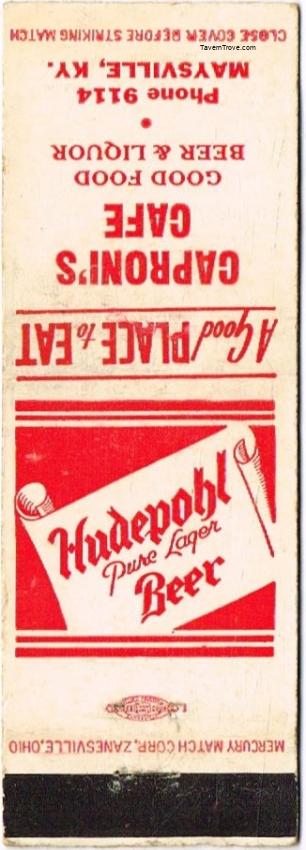 CLOSE COVER BEFORE STRIKING MATCH
TavernTrove.com
MAYSVILLE, KY.
Phone 9114
•
BEER & LIQUOR
GOOD FOOD
CAFE
CAPRONI'S
A Good PLACE to EAT
Hudepohl
Pure Lager
Beer
MERCURY MATCH CORP., ZANESVILLE, OHIO